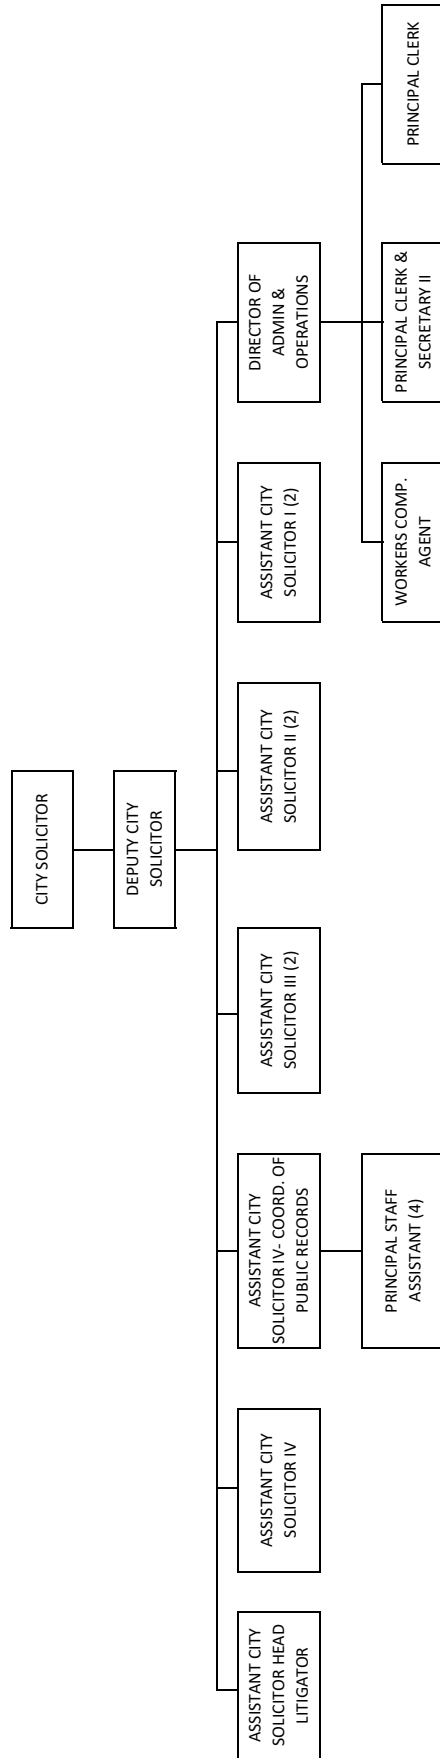 CITY SOLICITOR
DEPUTY CITY
SOLICITOR
ASSISTANT CITY
SOLICITOR HEAD
LITIGATOR
ASSISTANT CITY
SOLICITOR IV
ASSISTANT CITY
SOLICITOR IV- COORD. OF
PUBLIC RECORDS
ASSISTANT CITY
SOLICITOR III (2)
ASSISTANT CITY
SOLICITOR II (2)
ASSISTANT CITY
SOLICITOR I (2)
DIRECTOR OF
ADMIN &
OPERATIONS
PRINCIPAL STAFF
ASSISTANT (4)
WORKERS COMP.
AGENT
PRINCIPAL CLERK &
SECRETARY II
PRINCIPAL CLERK